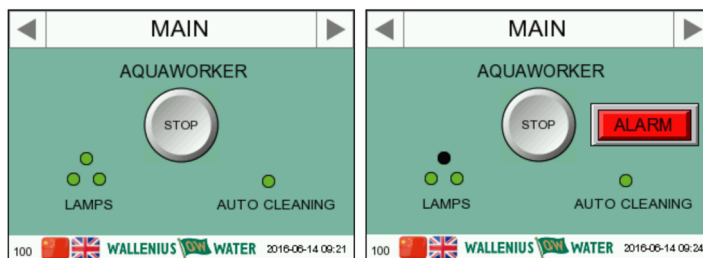 MAIN
AQUAWORKER
STOP
LAMPS
AUTO CLEANING
100 WALLENIUS OW WATER 2016-06-14 09:21
MAIN
AQUAWORKER
STOP
ALARM
LAMPS
AUTO CLEANING
100 WALLENIUS OW WATER 2016-06-14 09:24